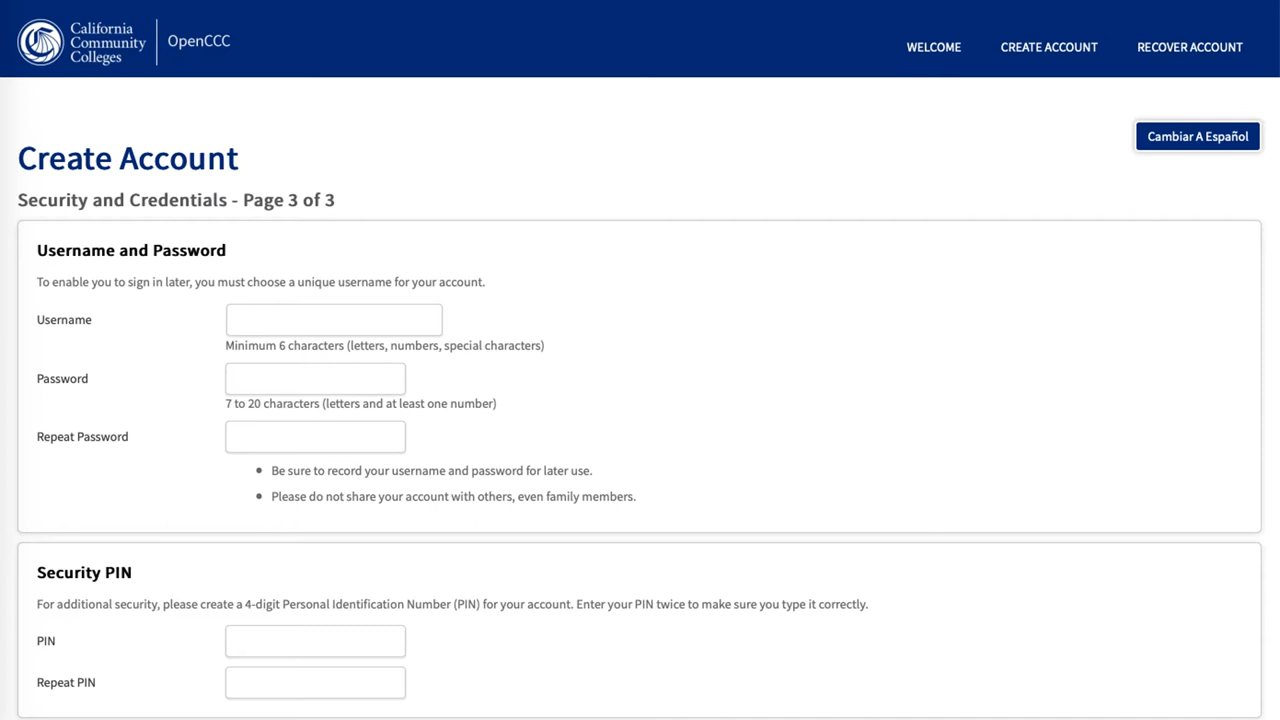 California
Community
Colleges
OpenCCC
WELCOME
CREATE ACCOUNT
RECOVER ACCOUNT
Cambiar A Español
Create Account
Security and Credentials - Page 3 of 3
Username and Password
To enable you to sign in later, you must choose a unique username for your account.
Username
Minimum 6 characters (letters, numbers, special characters)
Password
7 to 20 characters (letters and at least one number)
Repeat Password
Be sure to record your username and password for later use.
Please do not share your account with others, even family members.
Security PIN
For additional security, please create a 4-digit Personal Identification Number (PIN) for your account. Enter your PIN twice to make sure you type it correctly.
PIN
Repeat PIN